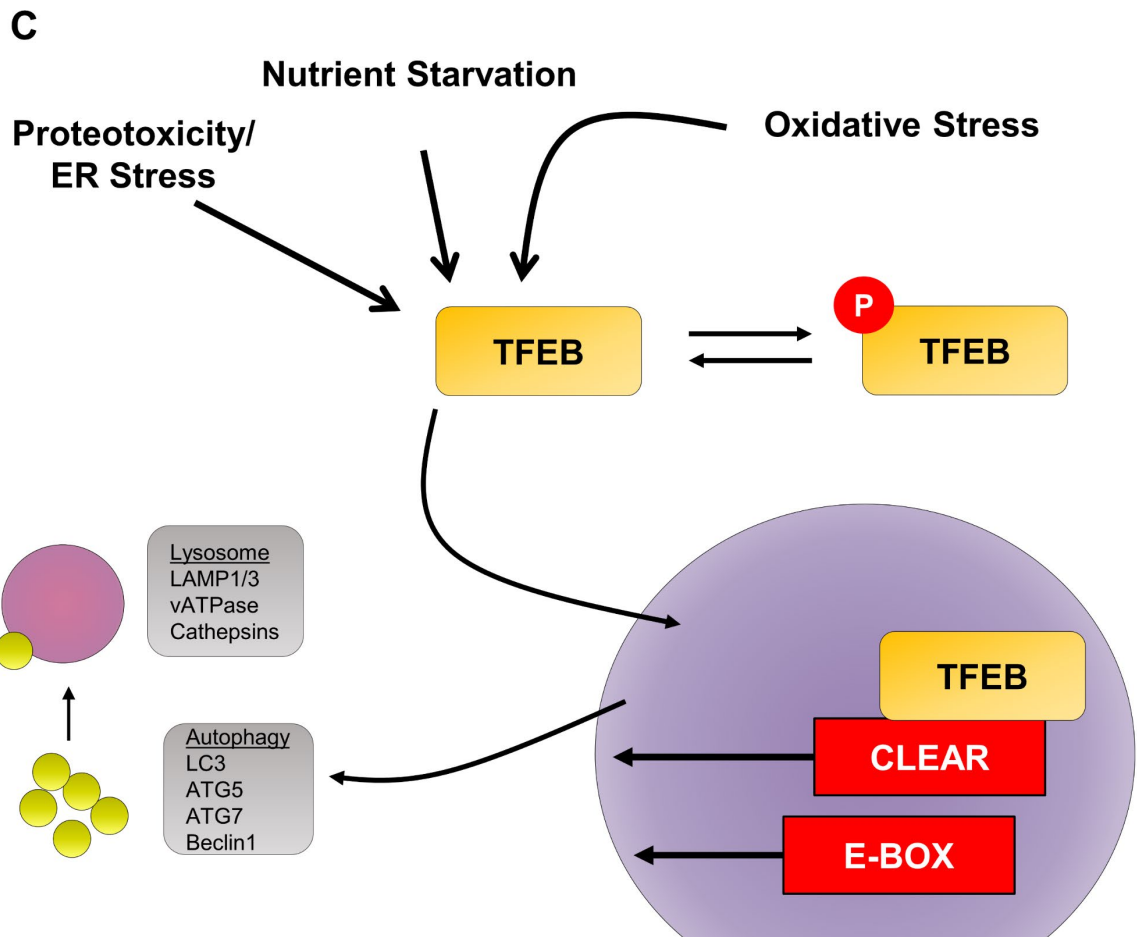 C
Nutrient Starvation
Proteotoxicity/
ER Stress
Oxidative Stress
TFEB
P
TFEB
Lysosome
LAMP1/3
vATPase
Cathepsins
TFEB
CLEAR
Autophagy
LC3
ATG5
ATG7
Beclin1
E-BOX